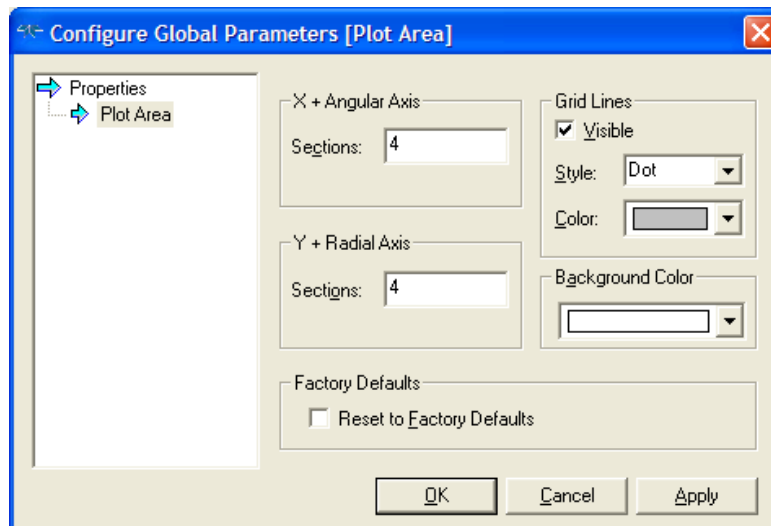 Configure Global Parameters [Plot Area]
Properties
Plot Area
X + Angular Axis
Sections: 4
Y + Radial Axis
Sections: 4
Grid Lines
Visible
Style: Dot
Color:
Background Color
Factory Defaults
Reset to Factory Defaults
OK Cancel Apply